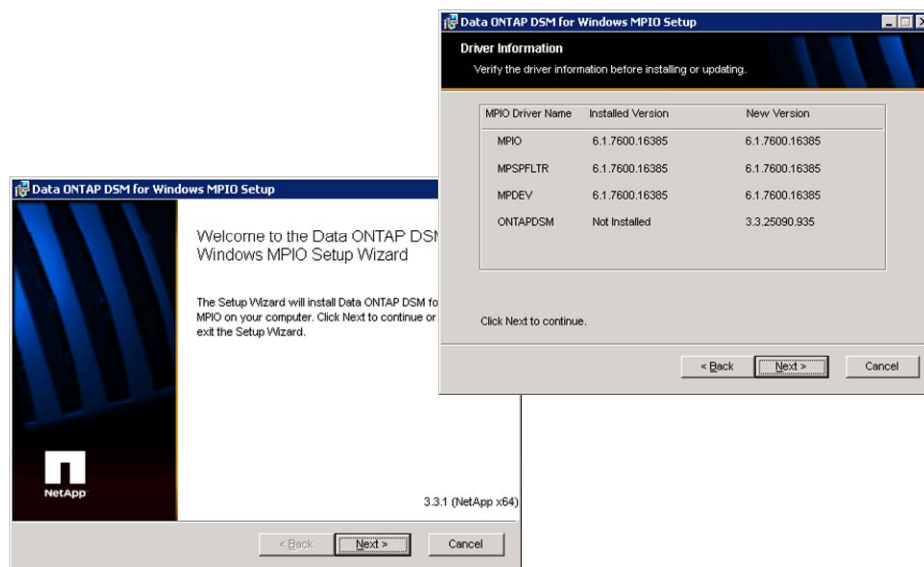 Data ONTAP DSM for Windows MPIO Setup
Driver Information
Verify the driver information before installing or updating.
MPIO Driver Name Installed Version New Version
MPIO 6.1.7600.16385 6.1.7600.16385
MPSPFLTR 6.1.7600.16385 6.1.7600.16385
MPDEV 6.1.7600.16385 6.1.7600.16385
ONTAPDSM Not Installed 3.3.25090.935
Click Next to continue.
< Back Next > Cancel
Data ONTAP DSM for Windows MPIO Setup
Welcome to the Data ONTAP
Windows MPIO Setup Wizard
The Setup Wizard will install Data ONTAP DSM
MPIO on your computer. Click Next to continue or
exit the Setup Wizard.
NetApp
3.3.1 (NetApp x64)
< Back Next > Cancel